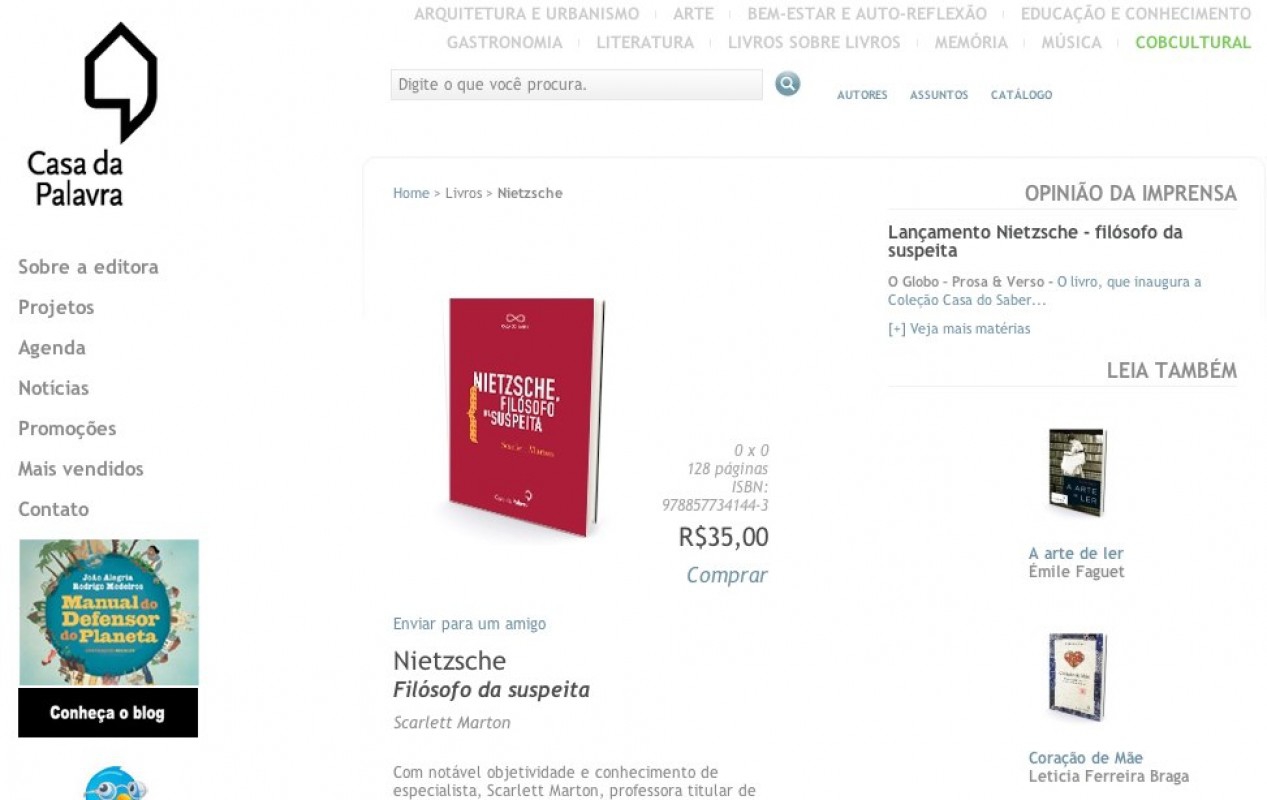 ARQUITETURA E URBANISMO ARTE BEM-ESTAR E AUTO-REFLEXÃO EDUCAÇÃO E CONHECIMENTO
GASTRONOMIA LITERATURA LIVROS SOBRE LIVROS MEMÓRIA MÚSICA COBCULTURAL
Digite o que você procura.
AUTORES ASSUNTOS CATÁLOGO
Casa da
Palavra
Sobre a editora
Projetos
Agenda
Notícias
Promoções
Mais vendidos
Contato
João Alegria
Rodrigo Medeiros
Manual do
Defensor
do Planeta
Conheça o blog
Home > Livros > Nietzsche
NIETZSCHE,
FILÓSOFO
DA SUSPEITA
Scarlett Marton
Casa da Palavra
0 x 0
128 páginas
ISBN:
978857734144-3
R$35,00
Comprar
Enviar para um amigo
Nietzsche
Filósofo da suspeita
Scarlett Marton
Com notável objetividade e conhecimento de
especialista, Scarlett Marton, professora titular de
OPINIÃO DA IMPRENSA
Lançamento Nietzsche - filósofo da
suspeita
O Globo - Prosa & Verso - O livro, que inaugura a
Coleção Casa do Saber...
[+] Veja mais matérias
LEIA TAMBÉM
A ARTE
DE LER
A arte de ler
Émile Faguet
Coração de Mãe
Coração de Mãe
Leticia Ferreira Braga